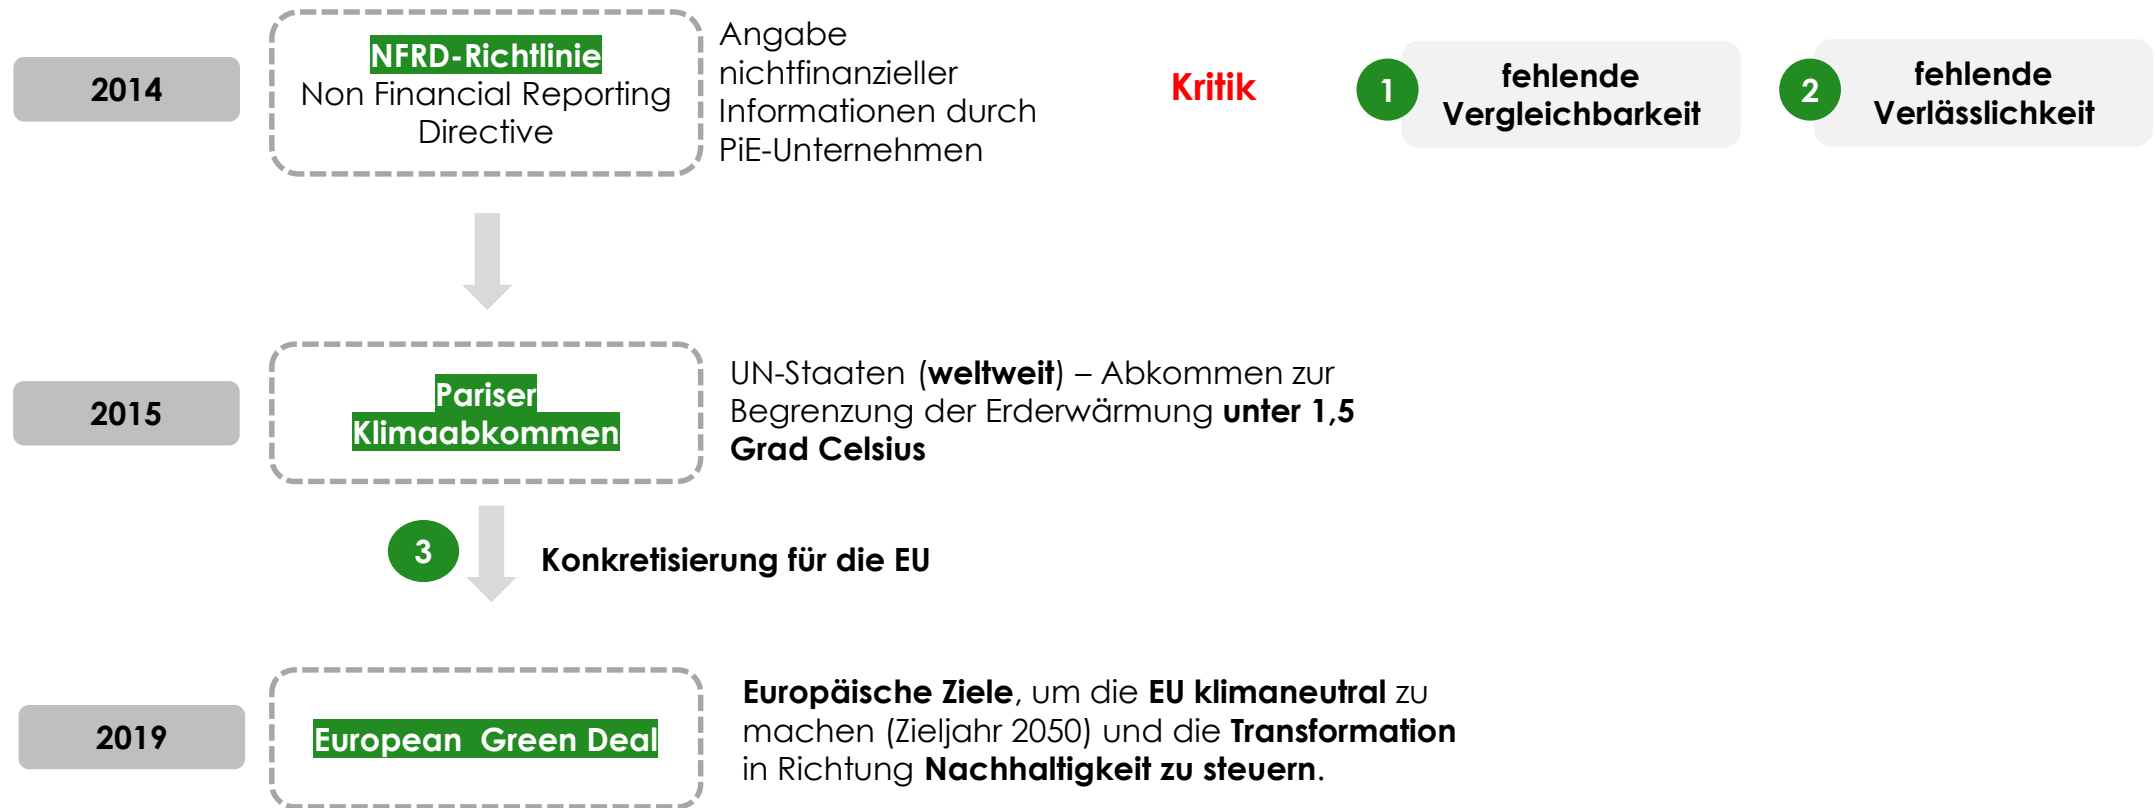 2014
NFRD-Richtlinie
Non Financial Reporting
Directive
Angabe
nichtfinanzieller
Informationen durch
PiE-Unternehmen
Kritik
1
fehlende
Vergleichbarkeit
2
fehlende
Verlässlichkeit
2015
Pariser
Klimaabkommen
UN-Staaten (weltweit) – Abkommen zur
Begrenzung der Erderwärmung unter 1,5
Grad Celsius
3
Konkretisierung für die EU
2019
European Green Deal
Europäische Ziele, um die EU klimaneutral zu
machen (Zieljahr 2050) und die Transformation
in Richtung Nachhaltigkeit zu steuern.